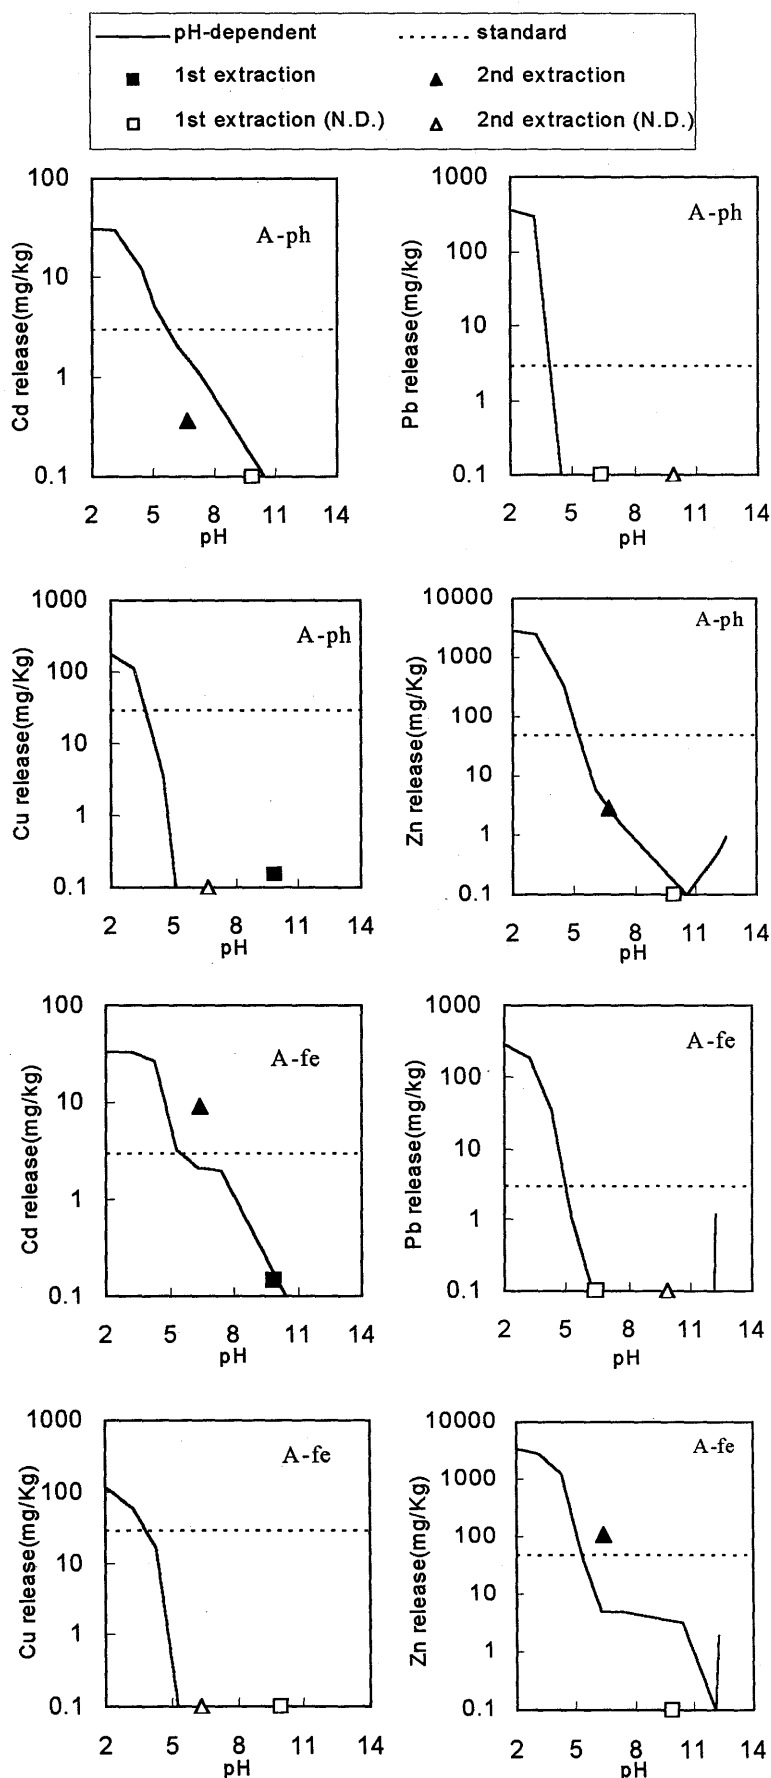 pH-dependent standard
1st extraction 2nd extraction
1st extraction (N.D.) 2nd extraction (N.D.)
Cd release(mg/kg)
100
10
1
0.1
A-ph
2 5 8 11 14
pH
Pb release(mg/kg)
1000
100
10
1
0.1
A-ph
2 5 8 11 14
pH
Cu release(mg/Kg)
1000
100
10
1
0.1
A-ph
2 5 8 11 14
pH
Zn release(mg/Kg)
10000
1000
100
10
1
0.1
A-ph
2 5 8 11 14
pH
Cd release(mg/kg)
100
10
1
0.1
A-fe
2 5 8 11 14
pH
Pb release(mg/kg)
1000
100
10
1
0.1
A-fe
2 5 8 11 14
pH
Cu release(mg/Kg)
1000
100
10
1
0.1
A-fe
2 5 8 11 14
pH
Zn release(mg/Kg)
10000
1000
100
10
1
0.1
A-fe
2 5 8 11 14
pH